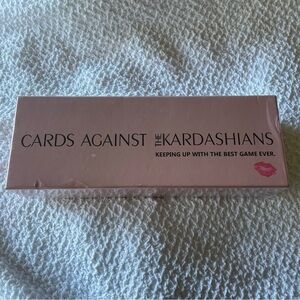 CARDS AGAINST THE KARDASHIANS
KEEPING UP WITH THE BEST GAME EVER.